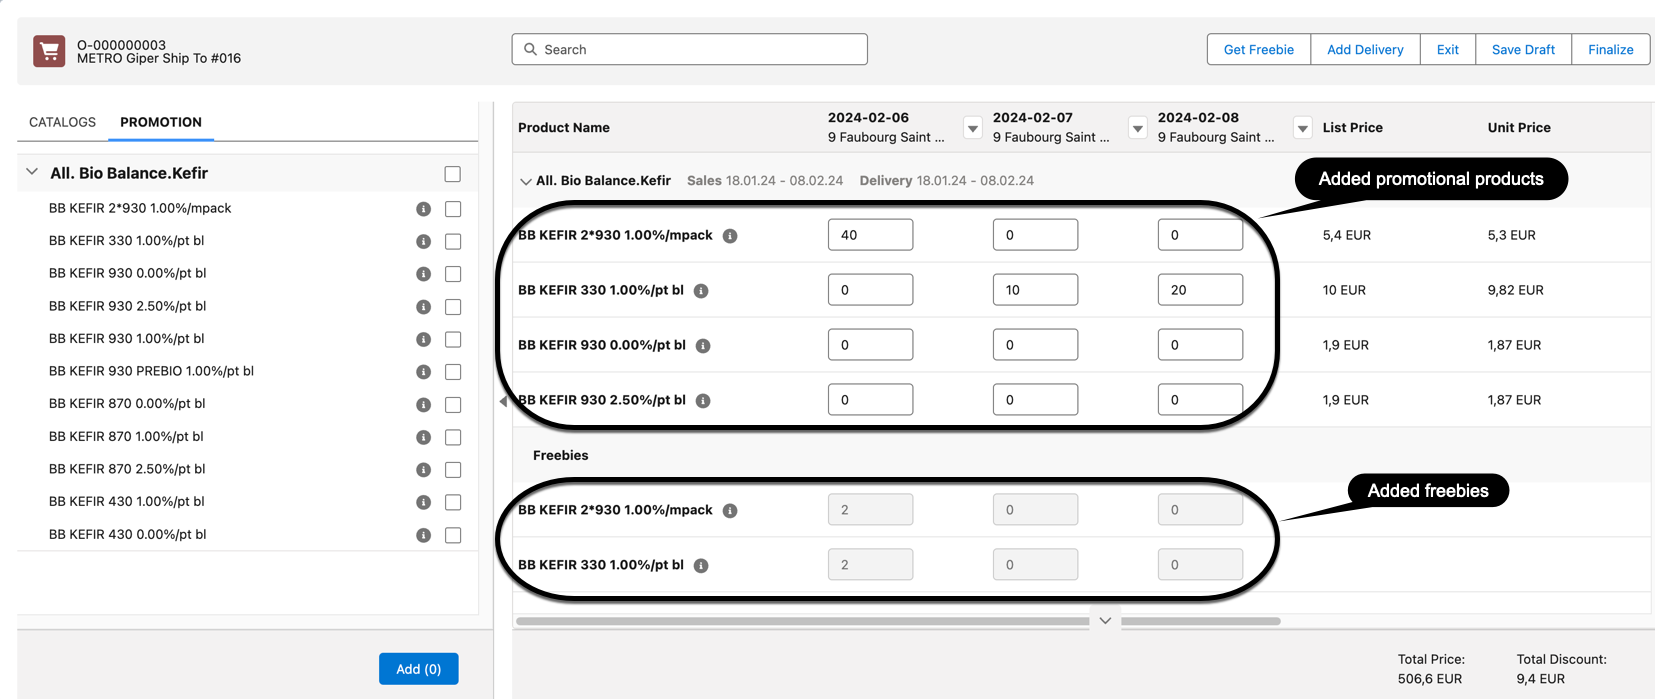 O-000000003
METRO Giper Ship To #016
Search
Get Freebie
Add Delivery
Exit
Save Draft
Finalize
CATALOGS
PROMOTION
All. Bio Balance.Kefir
BB KEFIR 2*930 1.00%/mpack
BB KEFIR 330 1.00%/pt bl
BB KEFIR 930 0.00%/pt bl
BB KEFIR 930 2.50%/pt bl
BB KEFIR 930 1.00%/pt bl
BB KEFIR 930 PREBIO 1.00%/pt bl
BB KEFIR 870 0.00%/pt bl
BB KEFIR 870 1.00%/pt bl
BB KEFIR 870 2.50%/pt bl
BB KEFIR 430 1.00%/pt bl
BB KEFIR 430 0.00%/pt bl
Add (0)
Product Name
2024-02-06
9 Faubourg Saint ...
2024-02-07
9 Faubourg Saint ...
2024-02-08
9 Faubourg Saint ...
List Price
Unit Price
All. Bio Balance.Kefir Sales 18.01.24 - 08.02.24 Delivery 18.01.24 - 08.02.24
Added promotional products
BB KEFIR 2*930 1.00%/mpack 40 0 0 5,4 EUR 5,3 EUR
BB KEFIR 330 1.00%/pt bl 0 10 20 10 EUR 9,82 EUR
BB KEFIR 930 0.00%/pt bl 0 0 0 1,9 EUR 1,87 EUR
BB KEFIR 930 2.50%/pt bl 0 0 0 1,9 EUR 1,87 EUR
Freebies
Added freebies
BB KEFIR 2*930 1.00%/mpack 2 0 0
BB KEFIR 330 1.00%/pt bl 2 0 0
Total Price:
506,6 EUR
Total Discount:
9,4 EUR